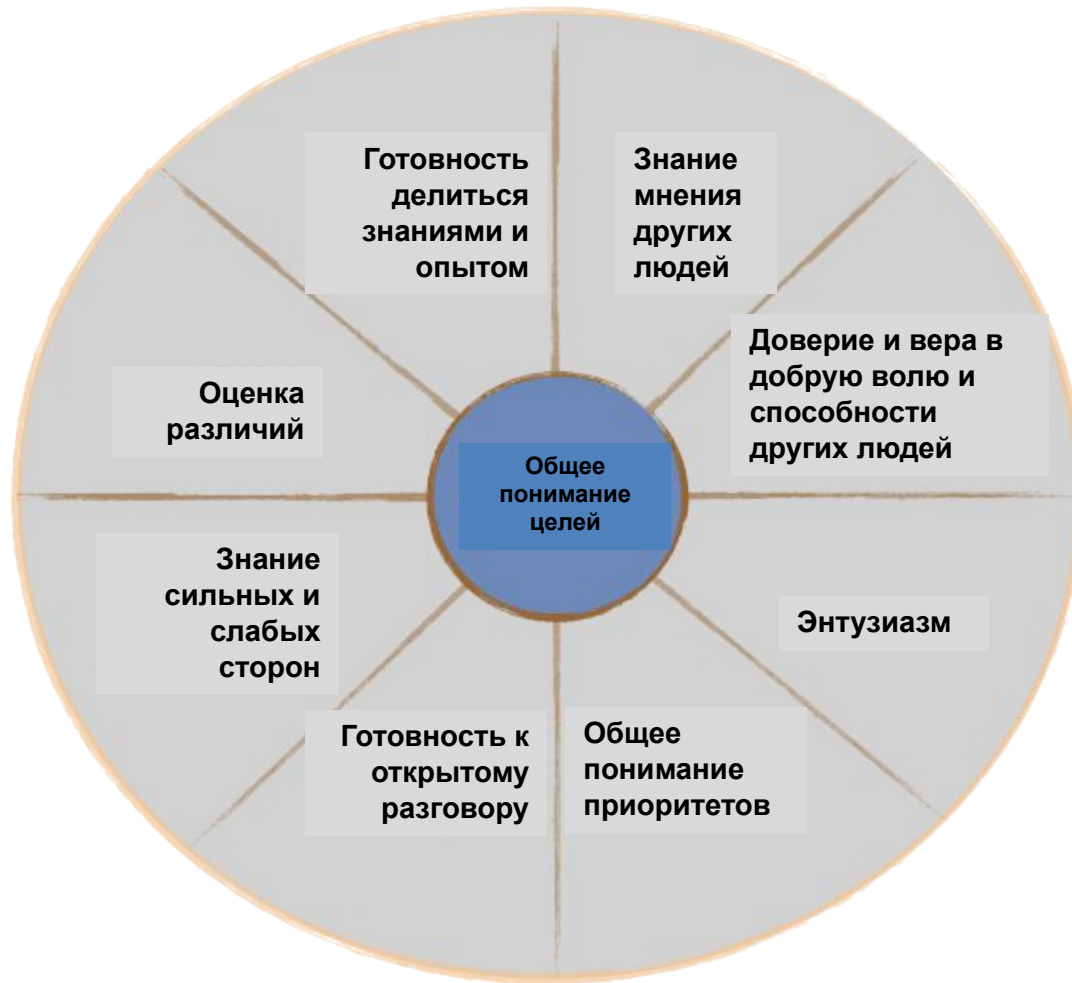 Готовность
делиться
знаниями и
опытом
Знание
мнения
других
людей
Доверие и вера в
добрую волю и
способности
других людей
Оценка
различий
Общее
понимание
целей
Знание
сильных и
слабых
сторон
Энтузиазм
Готовность к
открытому
разговору
Общее
понимание
приоритетов